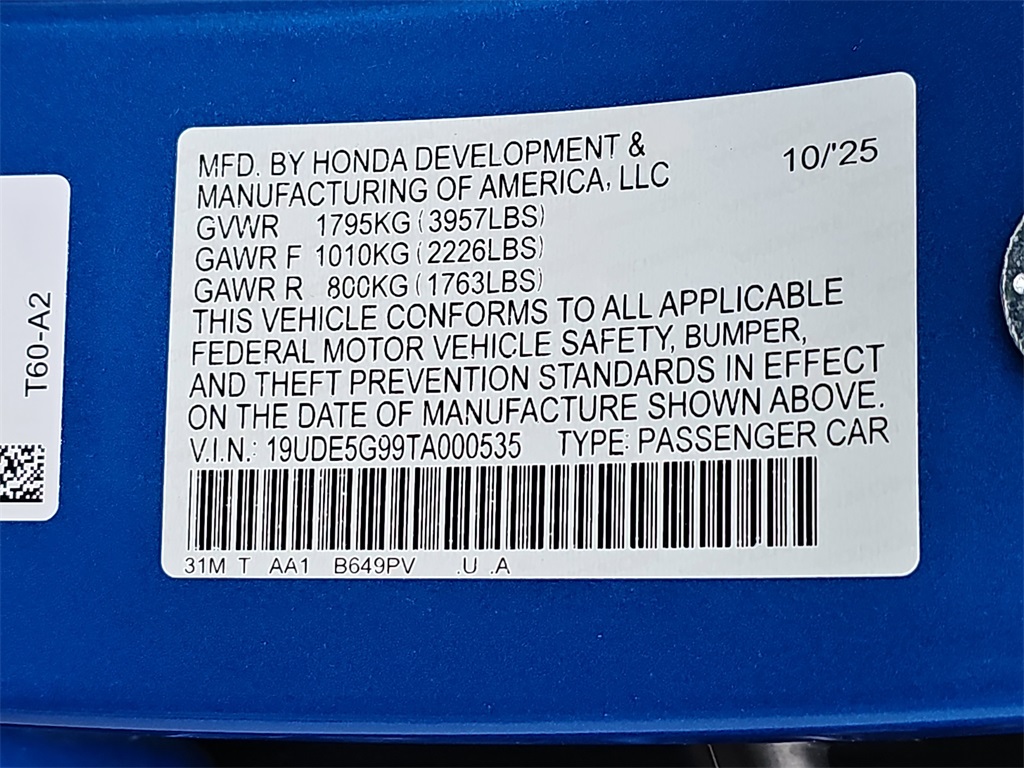 MFD. BY HONDA DEVELOPMENT &
MANUFACTURING OF AMERICA, LLC
10/'25
GVWR 1795KG (3957LBS)
GAWR F 1010KG (2226LBS)
GAWR R 800KG (1763LBS)
THIS VEHICLE CONFORMS TO ALL APPLICABLE
FEDERAL MOTOR VEHICLE SAFETY, BUMPER,
AND THEFT PREVENTION STANDARDS IN EFFECT
ON THE DATE OF MANUFACTURE SHOWN ABOVE.
V.I.N.: 19UDE5G99TA000535 TYPE: PASSENGER CAR
31M T AA1 B649PV .U .A
T60-A2